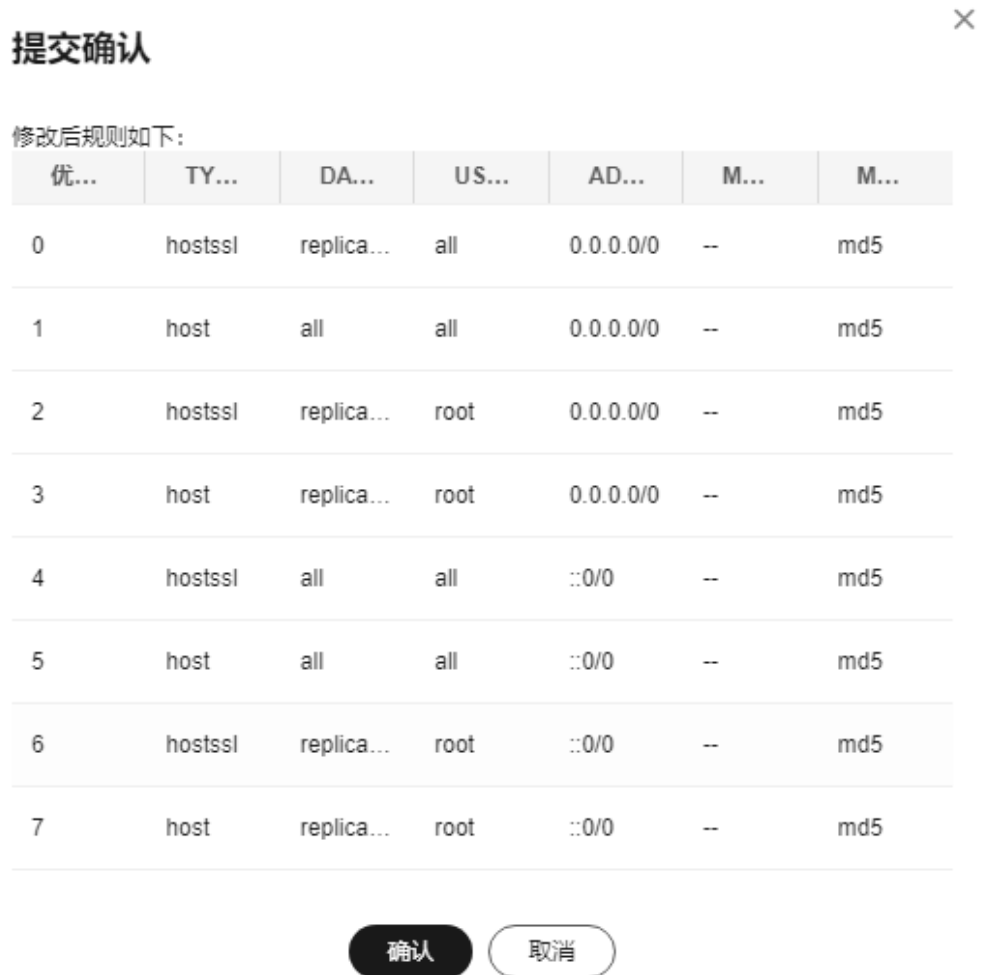 提交确认
修改后规则如下:
优... TY... DA... US... AD... M... M...
0 hostssl replica... all 0.0.0.0/0 -- md5
1 host all all 0.0.0.0/0 -- md5
2 hostssl replica... root 0.0.0.0/0 -- md5
3 host replica... root 0.0.0.0/0 -- md5
4 hostssl all all ::0/0 -- md5
5 host all all ::0/0 -- md5
6 hostssl replica... root ::0/0 -- md5
7 host replica... root ::0/0 -- md5
确认 取消